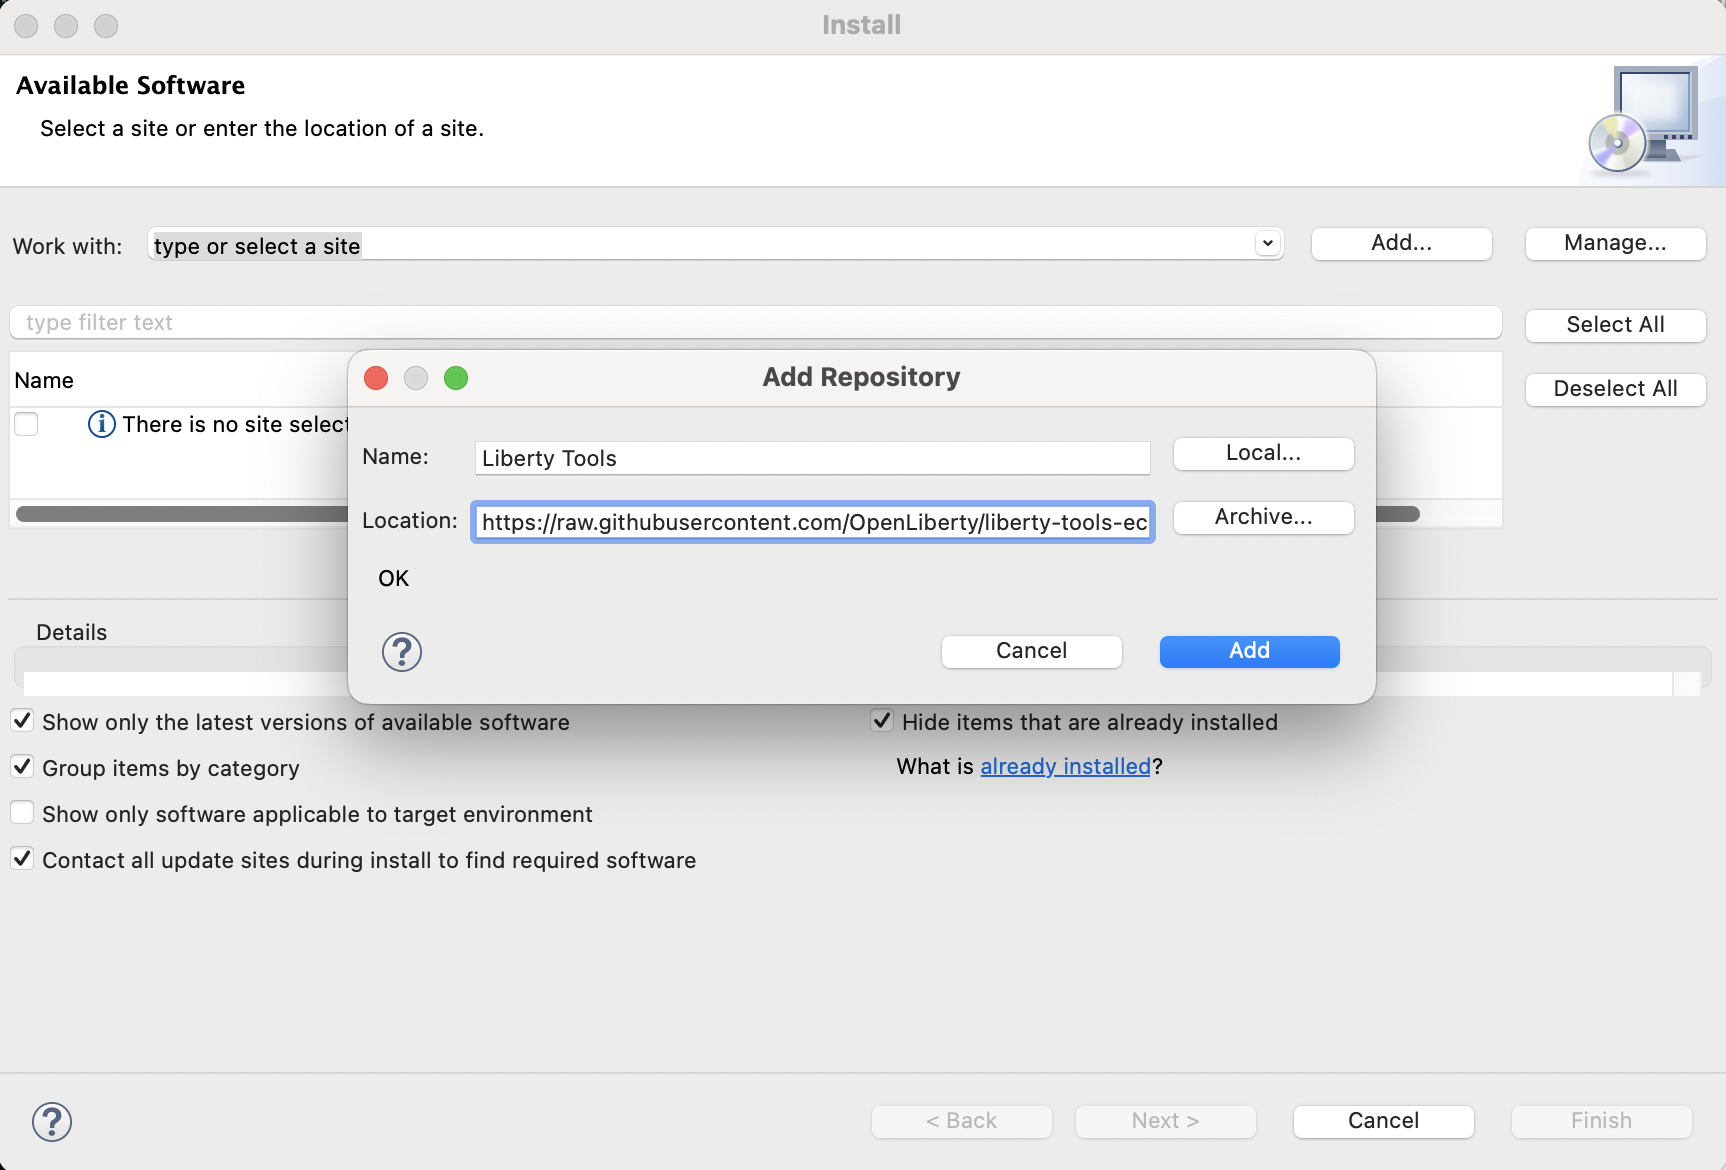 Install
Available Software
Select a site or enter the location of a site.
Work with:
type or select a site
Add...
Manage...
type filter text
Select All
Name
Deselect All
There is no site select
Add Repository
Name:
Liberty Tools
Local...
Location:
https://raw.githubusercontent.com/OpenLiberty/liberty-tools-ec
Archive...
OK
?
Cancel
Add
Details
Show only the latest versions of available software
Hide items that are already installed
Group items by category
What is already installed?
Show only software applicable to target environment
Contact all update sites during install to find required software
?
< Back
Next >
Cancel
Finish